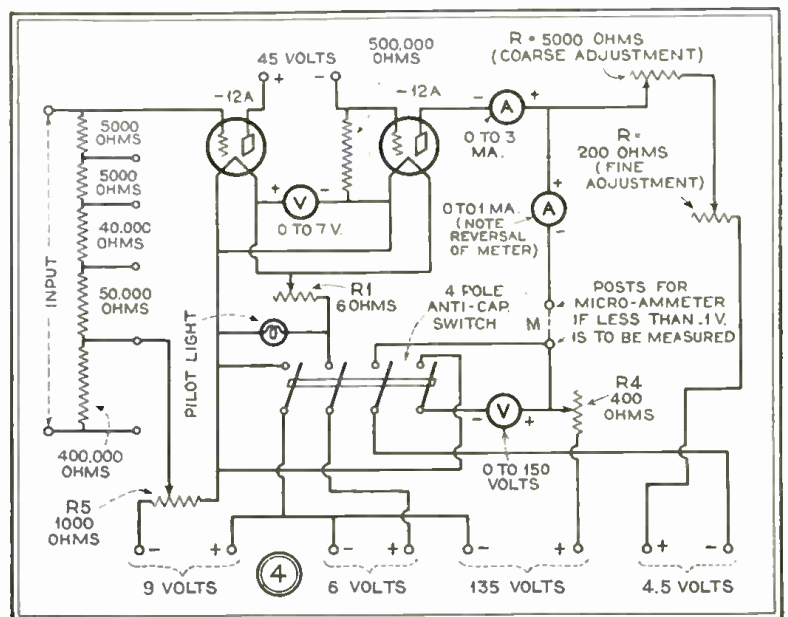 45 VOLTS
+
-
500,000
OHMS
R = 5000 OHMS
(COARSE ADJUSTMENT)
-12A
-12A
-
A
+
0 TO 3
MA.
R =
200 OHMS
(FINE
ADJUSTMENT)
5000
OHMS
5000
OHMS
40.000
OHMS
50.000
OHMS
400,000
OHMS
INPUT
+
V
-
0 TO 7 V.
+
A
-
0 TO 1 MA.
(NOTE
REVERSAL
OF METER)
R1
6 OHMS
4 POLE
ANTI-CAP.
SWITCH
M
POSTS FOR
MICRO-AMMETER
IF LESS THAN .1 V.
IS TO BE MEASURED
PILOT LIGHT
-
V
+
0 TO 150
VOLTS
R4
400
OHMS
R5
1000
OHMS
-
+
9 VOLTS
4
-
+
6 VOLTS
-
+
135 VOLTS
+
-
4.5 VOLTS